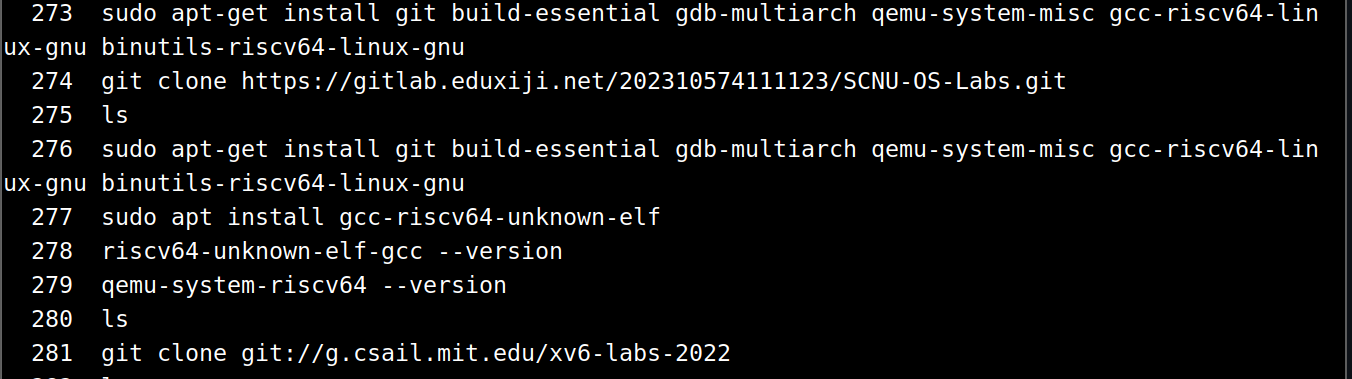 273  sudo apt-get install git build-essential gdb-multiarch qemu-system-misc gcc-riscv64-lin
ux-gnu binutils-riscv64-linux-gnu
274  git clone https://gitlab.eduxiji.net/202310574111123/SCNU-OS-Labs.git
275  ls
276  sudo apt-get install git build-essential gdb-multiarch qemu-system-misc gcc-riscv64-lin
ux-gnu binutils-riscv64-linux-gnu
277  sudo apt install gcc-riscv64-unknown-elf
278  riscv64-unknown-elf-gcc --version
279  qemu-system-riscv64 --version
280  ls
281  git clone git://g.csail.mit.edu/xv6-labs-2022